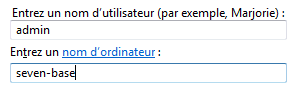 Entrez un nom d'utilisateur (par exemple, Marjorie) :
admin
Entrez un nom d'ordinateur :
seven-base